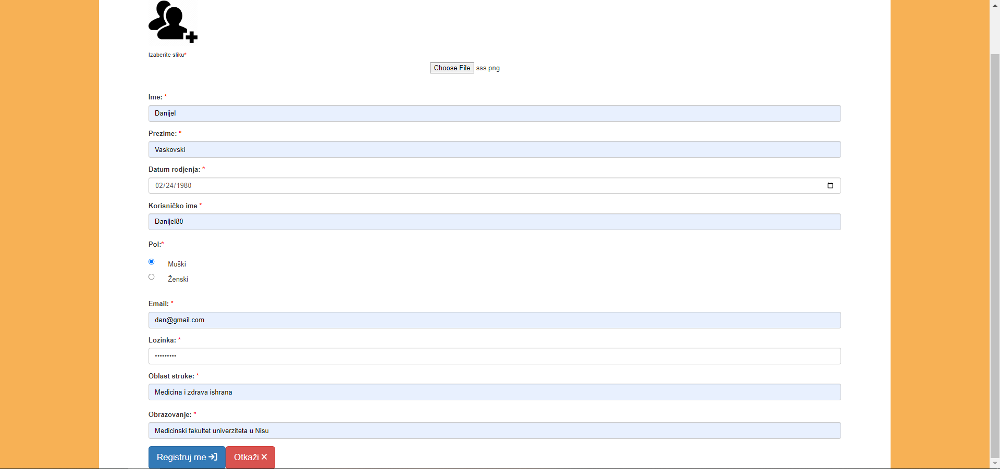 Izaberite sliku*
Choose File sss.png
Ime: *
Danijel
Prezime: *
Vaskovski
Datum rodjenja: *
02/24/1980
Korisničko ime *
Danijel80
Pol:*
Muški
Ženski
Email: *
dan@gmail.com
Lozinka: *
•••••••••
Oblast struke: *
Medicina i zdrava ishrana
Obrazovanje: *
Medicinski fakultet univerziteta u Nisu
Registruj me Otkaži